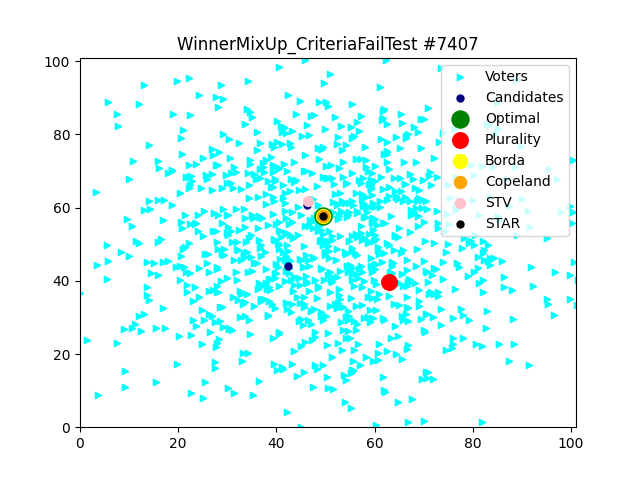 WinnerMixUp_CriteriaFailTest #7407
100
80
60
40
20
0
0
20
40
60
80
100
Voters
Candidates
Optimal
Plurality
Borda
Copeland
STV
STAR